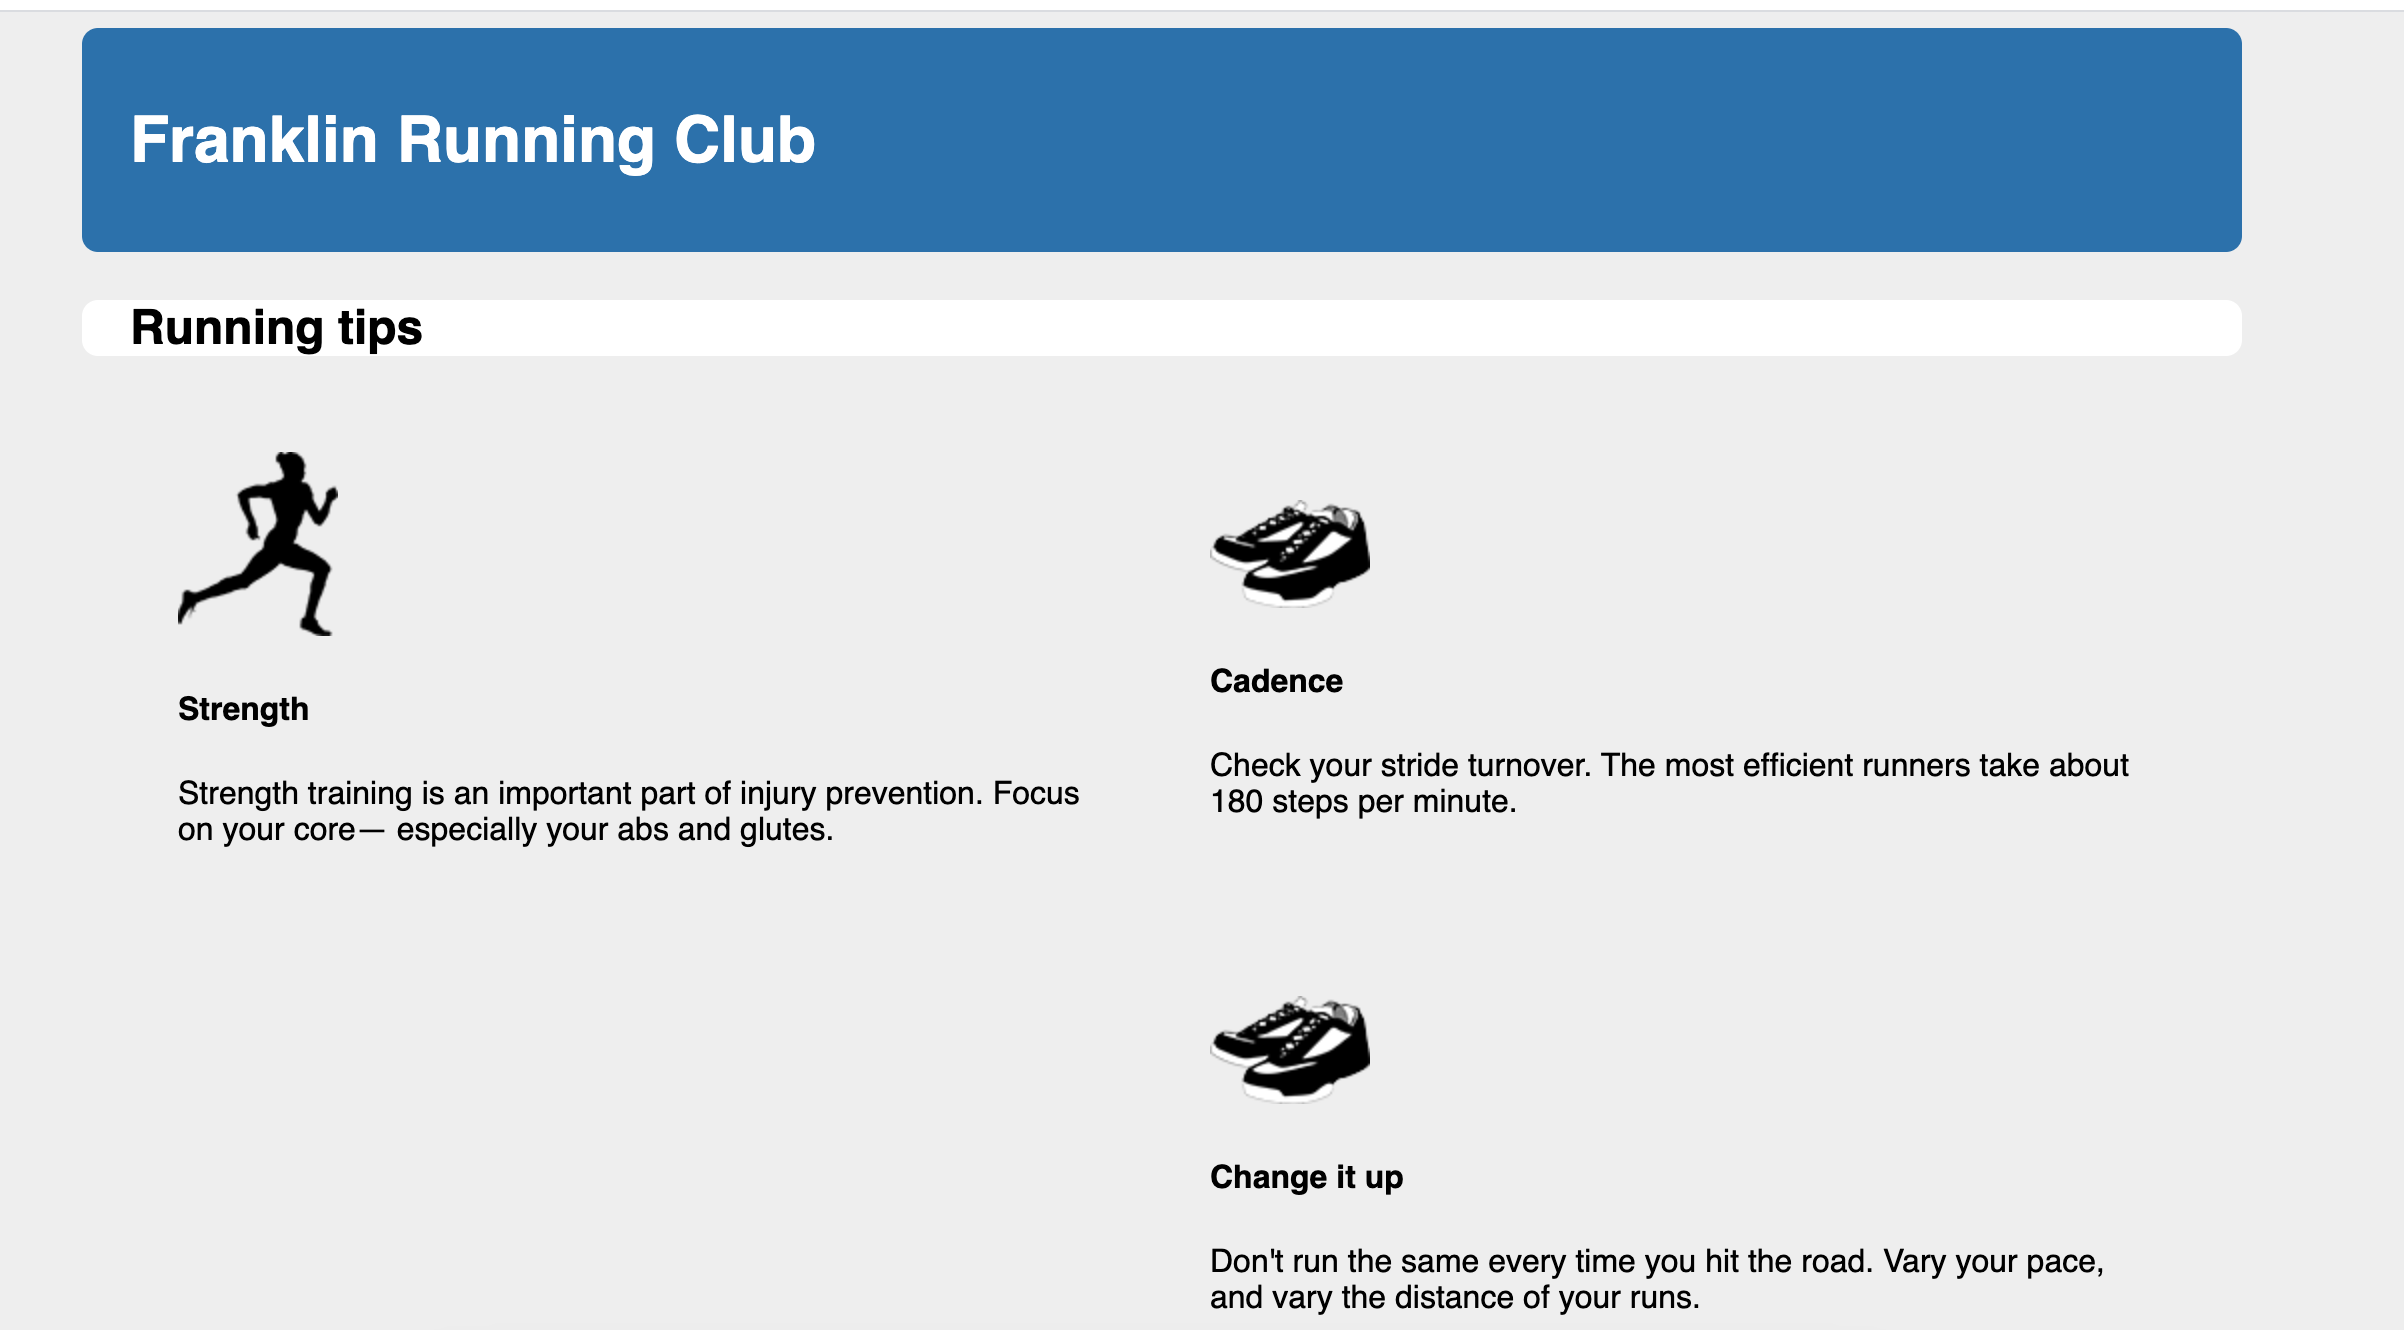 Franklin Running Club
Running tips
Strength
Strength training is an important part of injury prevention. Focus
on your core— especially your abs and glutes.
Cadence
Check your stride turnover. The most efficient runners take about
180 steps per minute.
Change it up
Don't run the same every time you hit the road. Vary your pace,
and vary the distance of your runs.